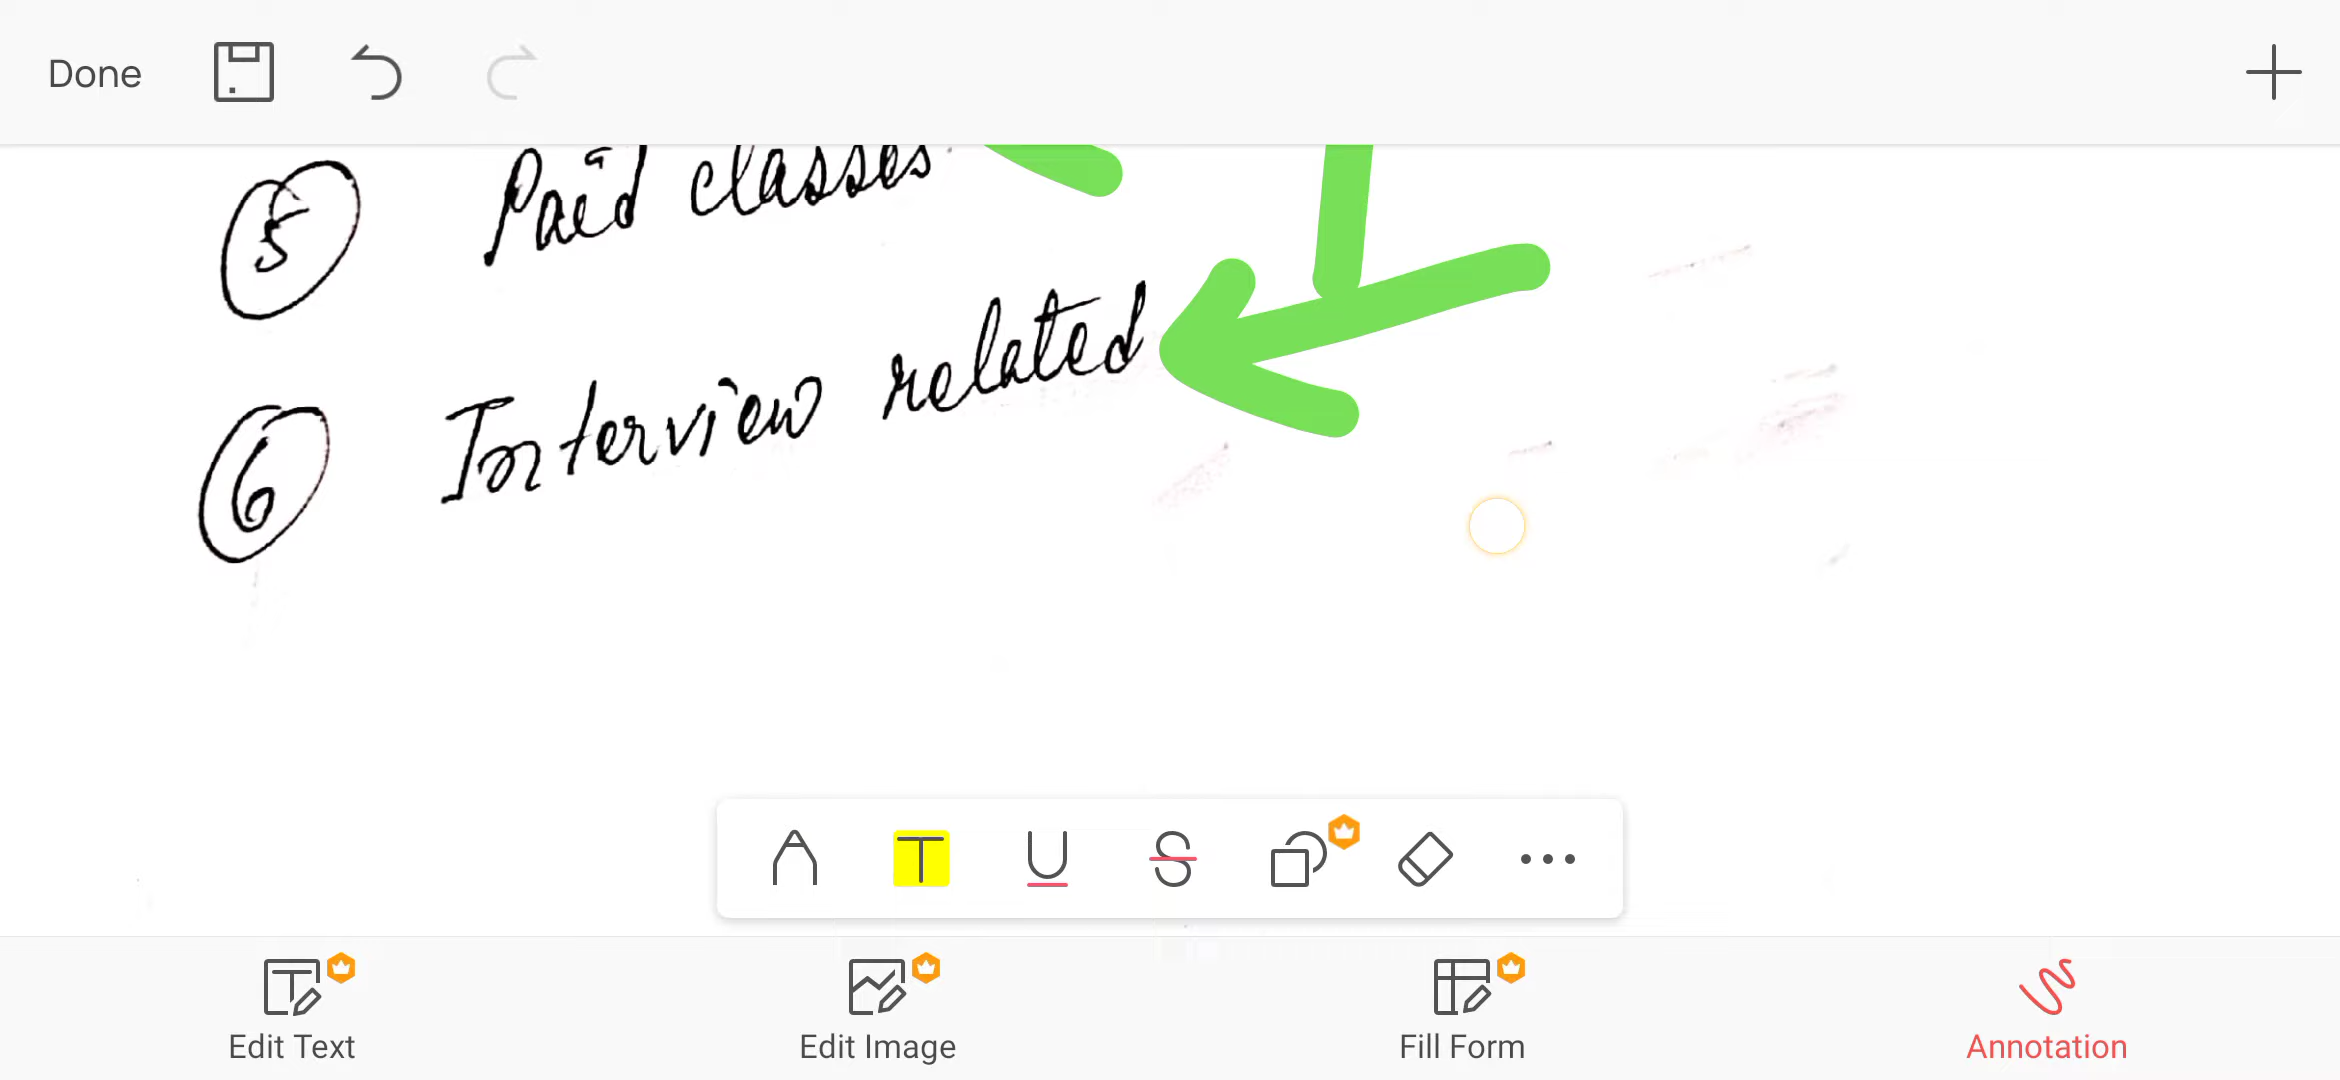 Done
5 Paid classes.
6 Interview related
T U S
Edit Text Edit Image Fill Form Annotation